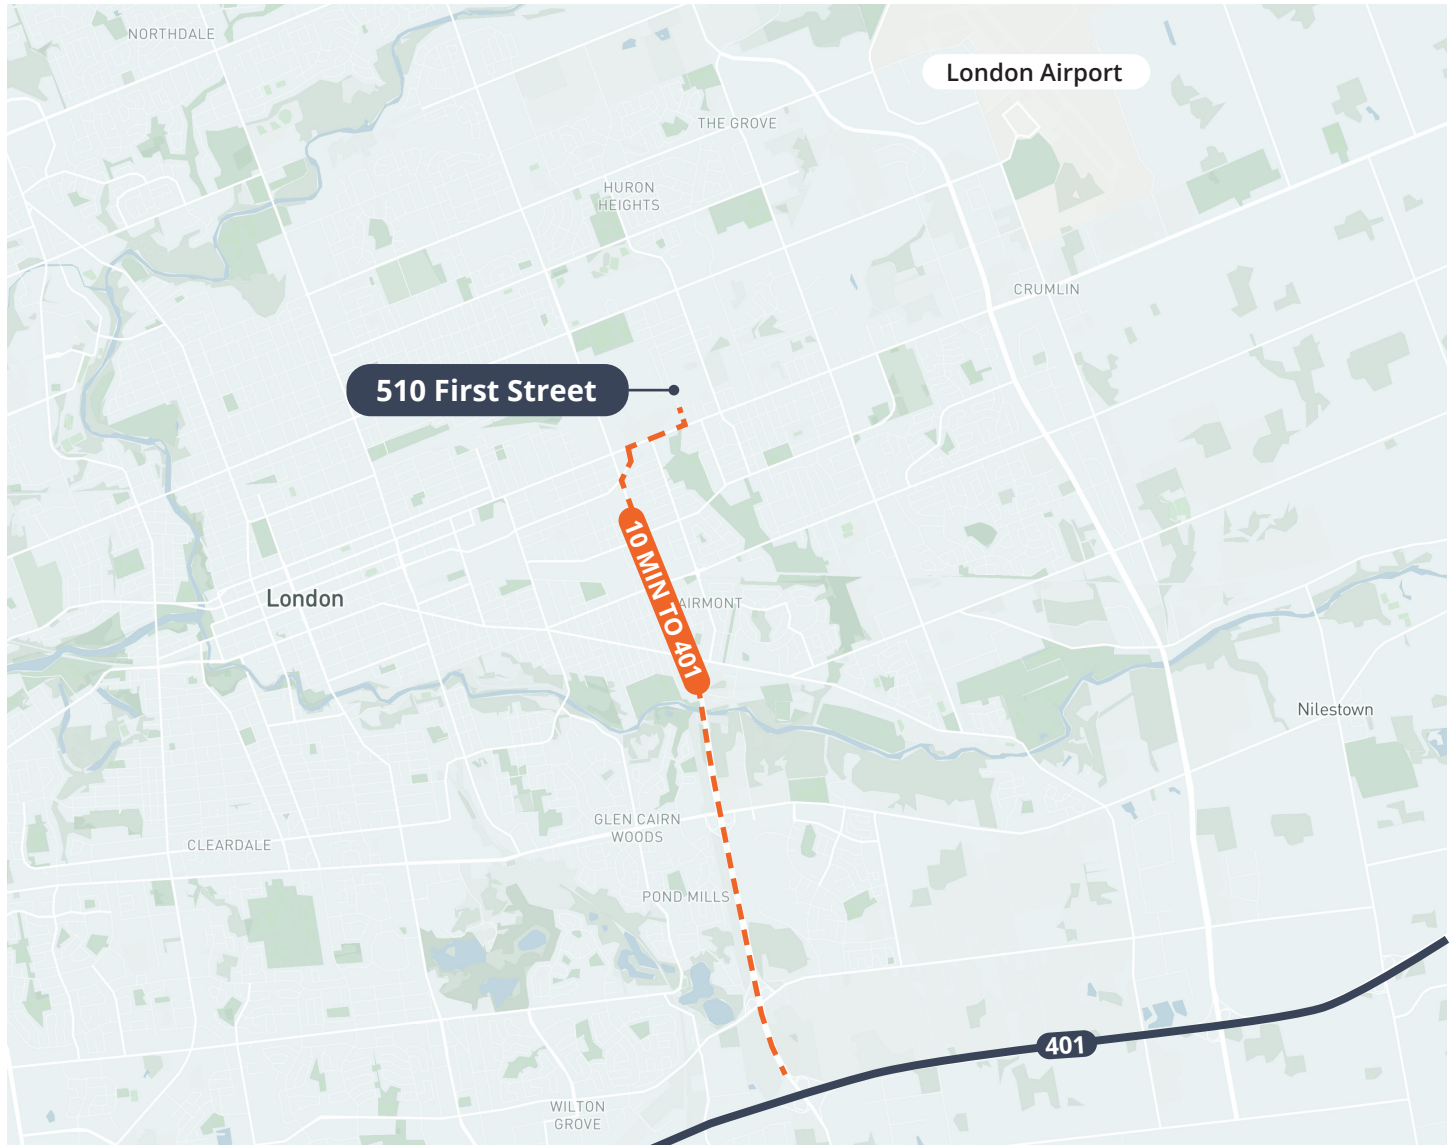 NORTHDALE
London Airport
THE GROVE
HURON
HEIGHTS
CRUMLIN
510 First Street
10 MIN TO 401
London
AIRMONT
Nilestown
GLEN CAIRN
WOODS
CLEARDALE
POND MILLS
401
WILTON
GROVE